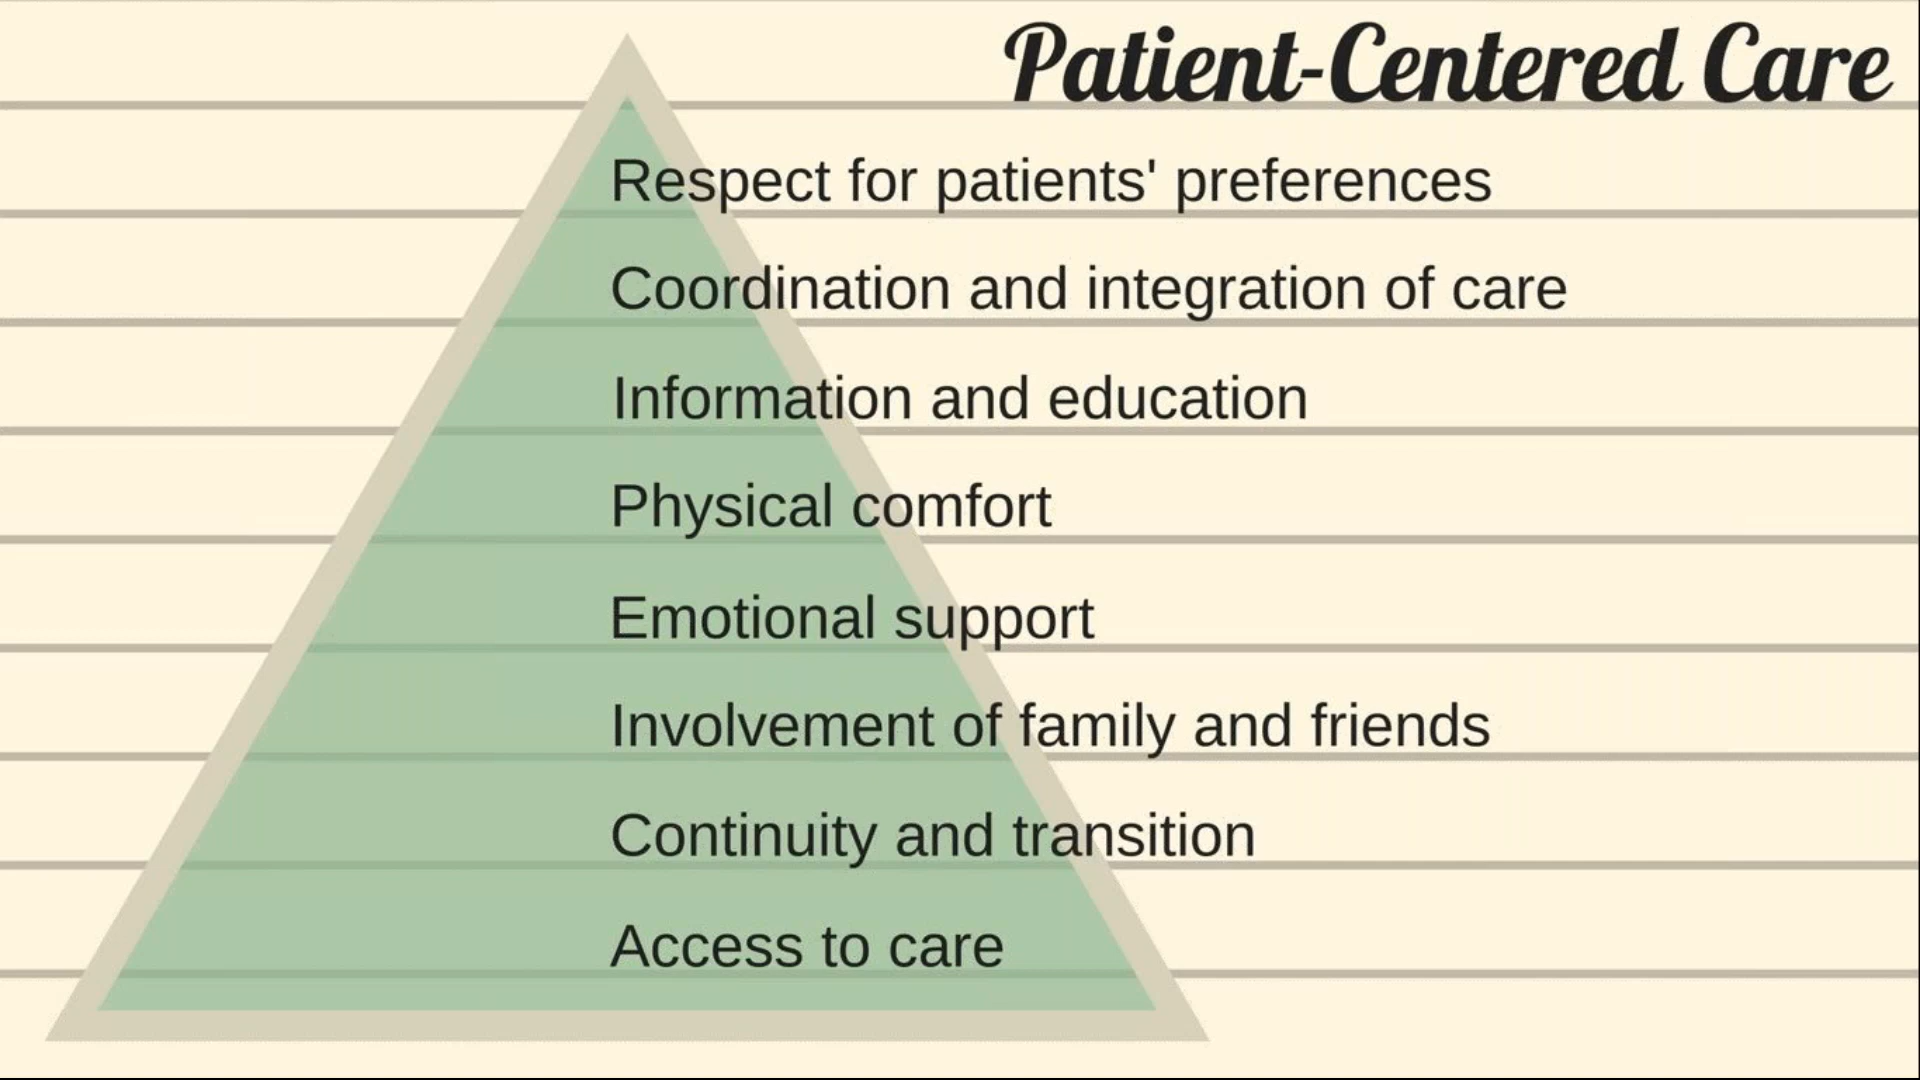 Patient-Centered Care
Respect for patients' preferences
Coordination and integration of care
Information and education
Physical comfort
Emotional support
Involvement of family and friends
Continuity and transition
Access to care